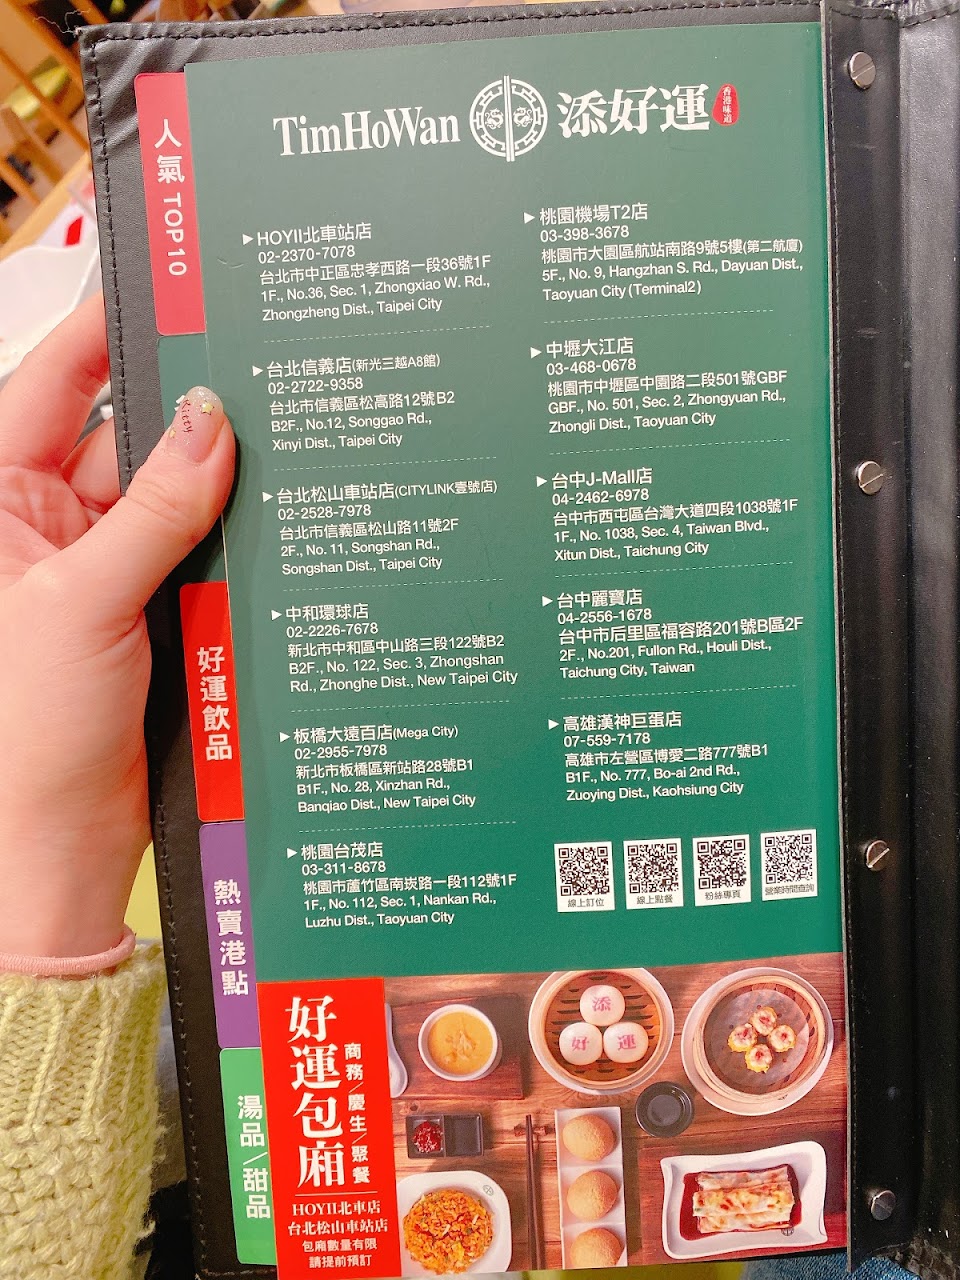 TimHoWan 添好運 香港味道
人氣 TOP 10
好運飲品
熱賣港點
湯品/甜品
Kitty
▶HOYII北車站店
02-2370-7078
台北市中正區忠孝西路一段36號1F
1F., No.36, Sec. 1, Zhongxiao W. Rd.,
Zhongzheng Dist., Taipei City
▶台北信義店(新光三越A8館)
02-2722-9358
台北市信義區松高路12號B2
B2F., No.12, Songgao Rd.,
Xinyi Dist., Taipei City
▶台北松山車站店(CITYLINK壹號店)
02-2528-7978
台北市信義區松山路11號2F
2F., No. 11, Songshan Rd.,
Songshan Dist., Taipei City
▶中和環球店
02-2226-7678
新北市中和區中山路三段122號B2
B2F., No. 122, Sec. 3, Zhongshan
Rd., Zhonghe Dist., New Taipei City
▶板橋大遠百店(Mega City)
02-2955-7978
新北市板橋區新站路28號B1
B1F., No. 28, Xinzhan Rd.,
Banqiao Dist., New Taipei City
▶桃園台茂店
03-311-8678
桃園市蘆竹區南崁路一段112號1F
1F., No. 112, Sec. 1, Nankan Rd.,
Luzhu Dist., Taoyuan City
▶桃園機場T2店
03-398-3678
桃園市大園區航站南路9號5樓(第二航廈)
5F., No. 9, Hangzhan S. Rd., Dayuan Dist.,
Taoyuan City (Terminal2)
▶中壢大江店
03-468-0678
桃園市中壢區中園路二段501號GBF
GBF., No. 501, Sec. 2, Zhongyuan Rd.,
Zhongli Dist., Taoyuan City
▶台中J-Mall店
04-2462-6978
台中市西屯區台灣大道四段1038號1F
1F., No. 1038, Sec. 4, Taiwan Blvd.,
Xitun Dist., Taichung City
▶台中麗寶店
04-2556-1678
台中市后里區福容路201號B區2F
2F., No.201, Fullon Rd., Houli Dist.,
Taichung City, Taiwan
▶高雄漢神巨蛋店
07-559-7178
高雄市左營區博愛二路777號B1
B1F., No. 777, Bo-ai 2nd Rd.,
Zuoying Dist., Kaohsiung City
線上訂位 線上點餐 粉絲專頁 營業時間查詢
好運包廂
商務/慶生/聚餐
HOYII北車店
台北松山車站店
包廂數量有限
請提前預訂
添
好 運